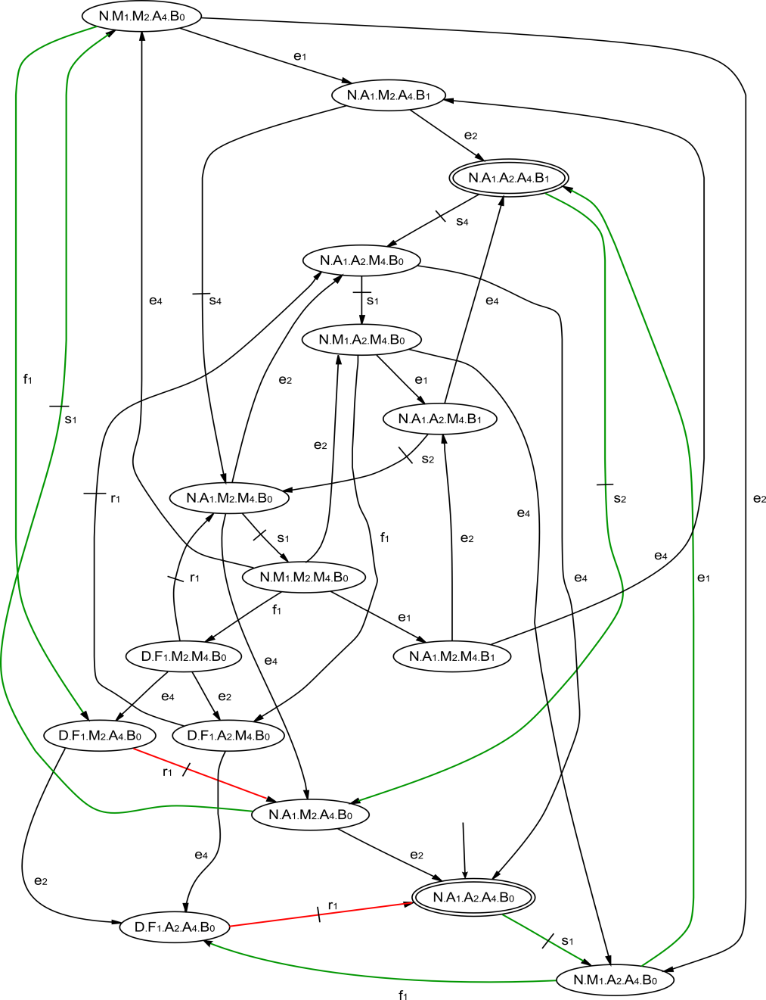 N.M1.M2.A4.B0
e1
N.A1.M2.A4.B1
e2
N.A1.A2.A4.B1
s4
N.A1.A2.M4.B0
e4
s4
s1
e4
N.M1.A2.M4.B0
f1
e2
e1
s1
N.A1.A2.M4.B1
e2
s2
r1
N.A1.M2.M4.B0
s2
e2
e4
s1
f1
e2
e4
r1
N.M1.M2.M4.B0
e4
e1
f1
e1
D.F1.M2.M4.B0
N.A1.M2.M4.B1
e4
e4
e2
D.F1.M2.A4.B0
D.F1.A2.M4.B0
r1
N.A1.M2.A4.B0
e4
e2
e2
N.A1.A2.A4.B0
r1
D.F1.A2.A4.B0
s1
N.M1.A2.A4.B0
f1